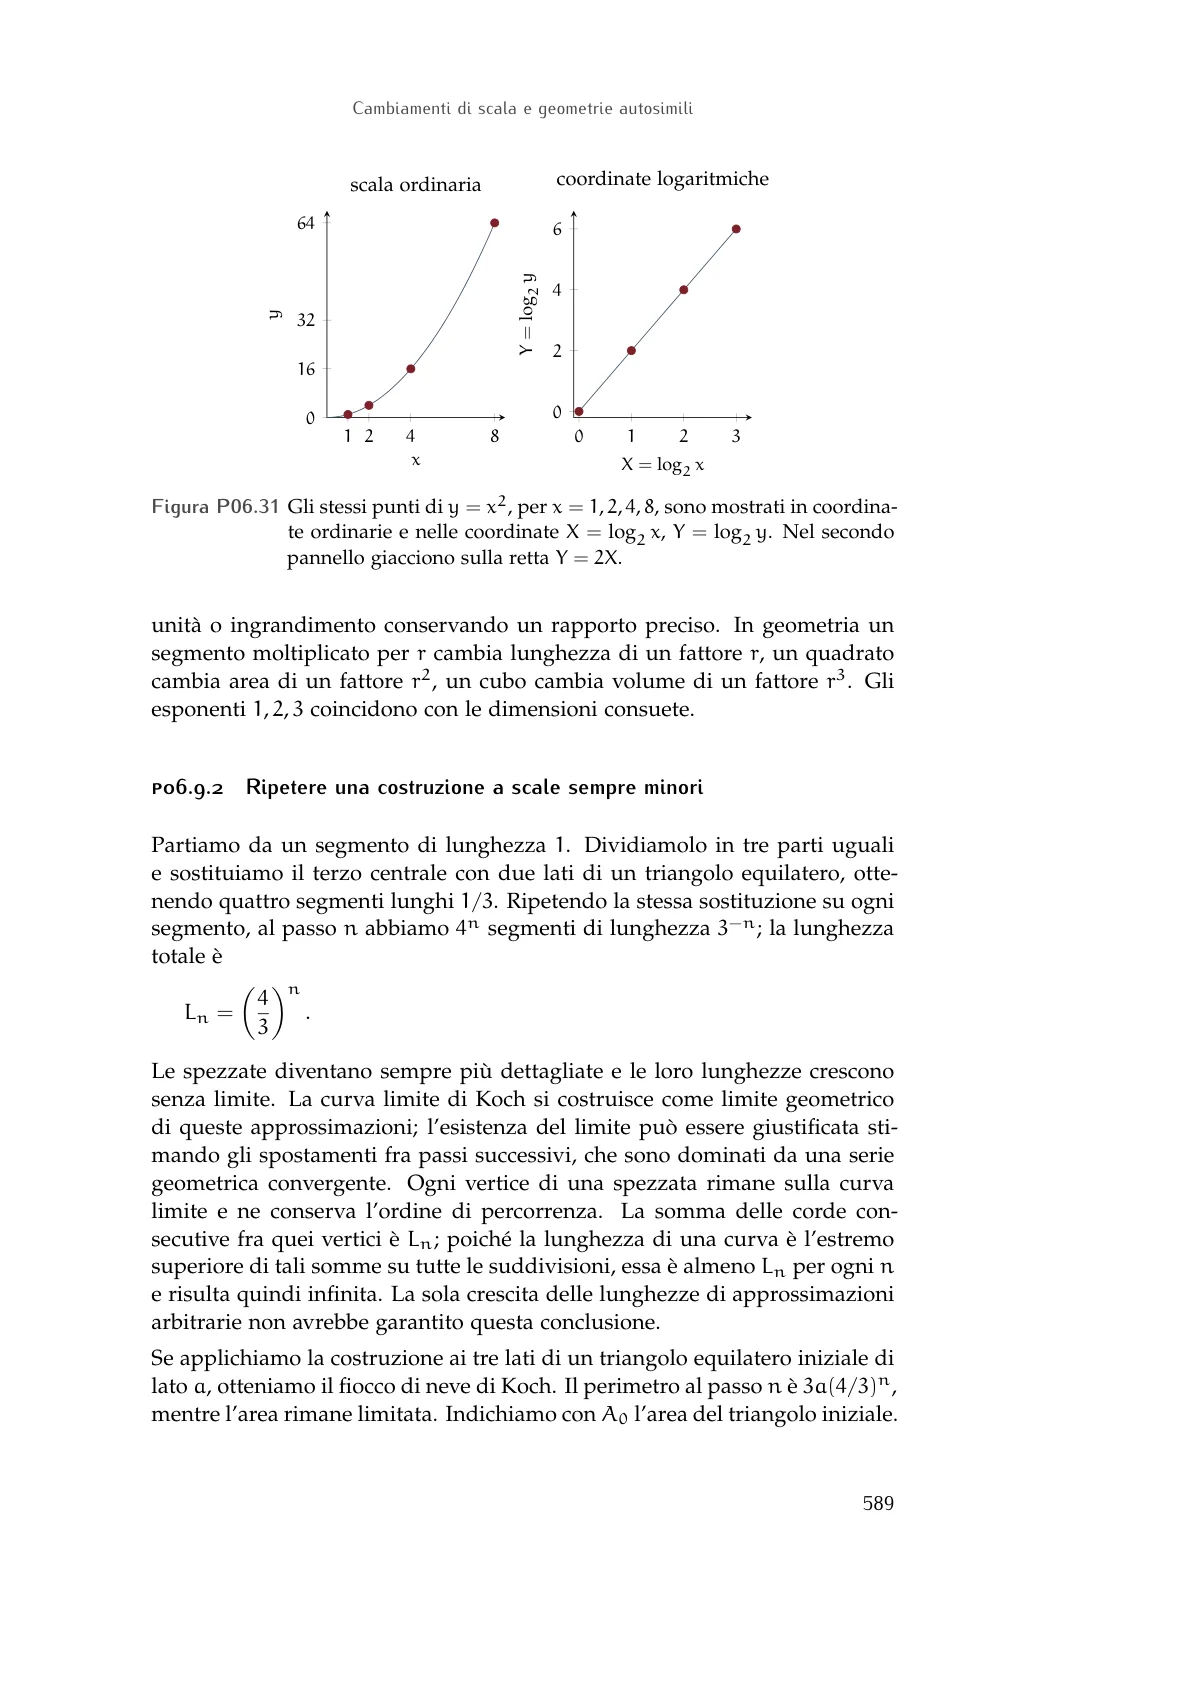 Cambiamenti di scala e geometrie autosimili
scala ordinaria
64
32
16
0
y
1 2 4 8
x
coordinate logaritmiche
6
4
2
0
Y = log₂ y
0 1 2 3
X = log₂ x
Figura P06.31 Gli stessi punti di y = x², per x = 1, 2, 4, 8, sono mostrati in coordina-
te ordinarie e nelle coordinate X = log₂ x, Y = log₂ y. Nel secondo
pannello giacciono sulla retta Y = 2X.
unità o ingrandimento conservando un rapporto preciso. In geometria un
segmento moltiplicato per r cambia lunghezza di un fattore r, un quadrato
cambia area di un fattore r², un cubo cambia volume di un fattore r³. Gli
esponenti 1, 2, 3 coincidono con le dimensioni consuete.
P06.9.2 Ripetere una costruzione a scale sempre minori
Partiamo da un segmento di lunghezza 1. Dividiamolo in tre parti uguali
e sostituiamo il terzo centrale con due lati di un triangolo equilatero, otte-
nendo quattro segmenti lunghi 1/3. Ripetendo la stessa sostituzione su ogni
segmento, al passo n abbiamo 4ⁿ segmenti di lunghezza 3⁻ⁿ; la lunghezza
totale è
Lₙ = (4/3)ⁿ .
Le spezzate diventano sempre più dettagliate e le loro lunghezze crescono
senza limite. La curva limite di Koch si costruisce come limite geometrico
di queste approssimazioni; l'esistenza del limite può essere giustificata sti-
mando gli spostamenti fra passi successivi, che sono dominati da una serie
geometrica convergente. Ogni vertice di una spezzata rimane sulla curva
limite e ne conserva l'ordine di percorrenza. La somma delle corde con-
secutive fra quei vertici è Lₙ; poiché la lunghezza di una curva è l'estremo
superiore di tali somme su tutte le suddivisioni, essa è almeno Lₙ per ogni n
e risulta quindi infinita. La sola crescita delle lunghezze di approssimazioni
arbitrarie non avrebbe garantito questa conclusione.
Se applichiamo la costruzione ai tre lati di un triangolo equilatero iniziale di
lato a, otteniamo il fiocco di neve di Koch. Il perimetro al passo n è 3a(4/3)ⁿ,
mentre l'area rimane limitata. Indichiamo con A₀ l'area del triangolo iniziale.
589